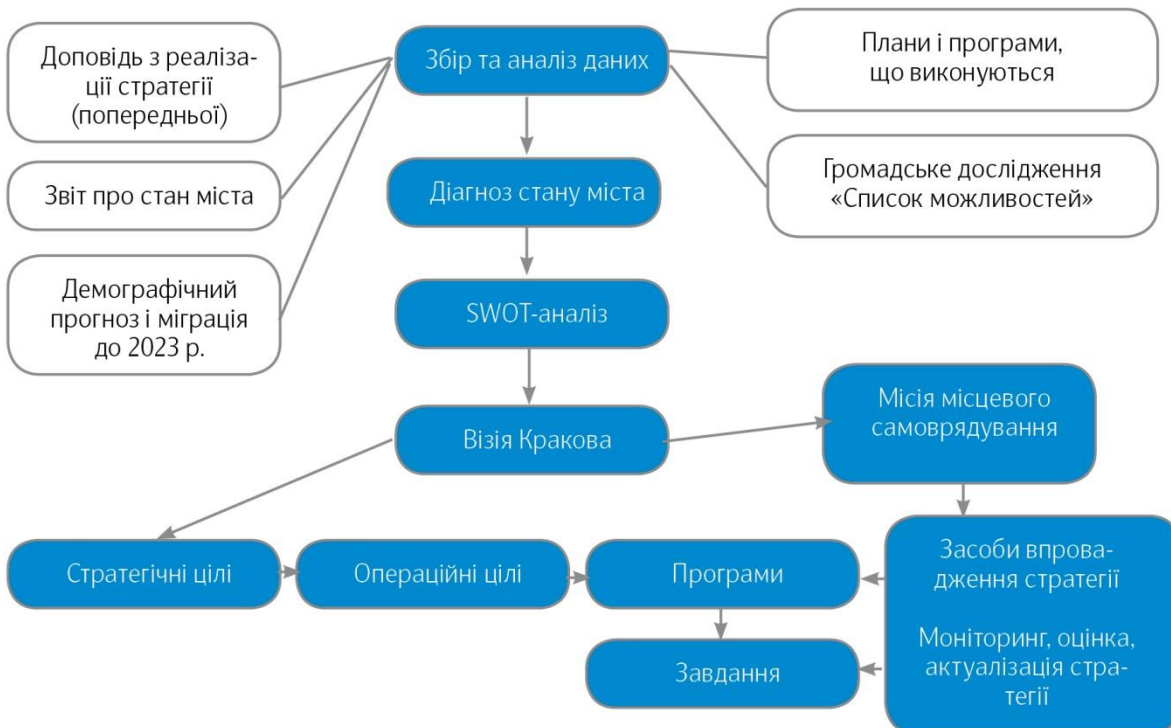 Доповідь з реаліза-
ції стратегії
(попередньої)
Збір та аналіз даних
Плани і програми,
що виконуються
Звіт про стан міста
Діагноз стану міста
Громадське дослідження
«Список можливостей»
Демографічний
прогноз і міграція
до 2023 р.
SWOT-аналіз
Візія Кракова
Місія місцевого
самоврядування
Стратегічні цілі
Операційні цілі
Програми
Засоби впрова-
дження стратегії
Завдання
Моніторинг, оцінка,
актуалізація стра-
тегії